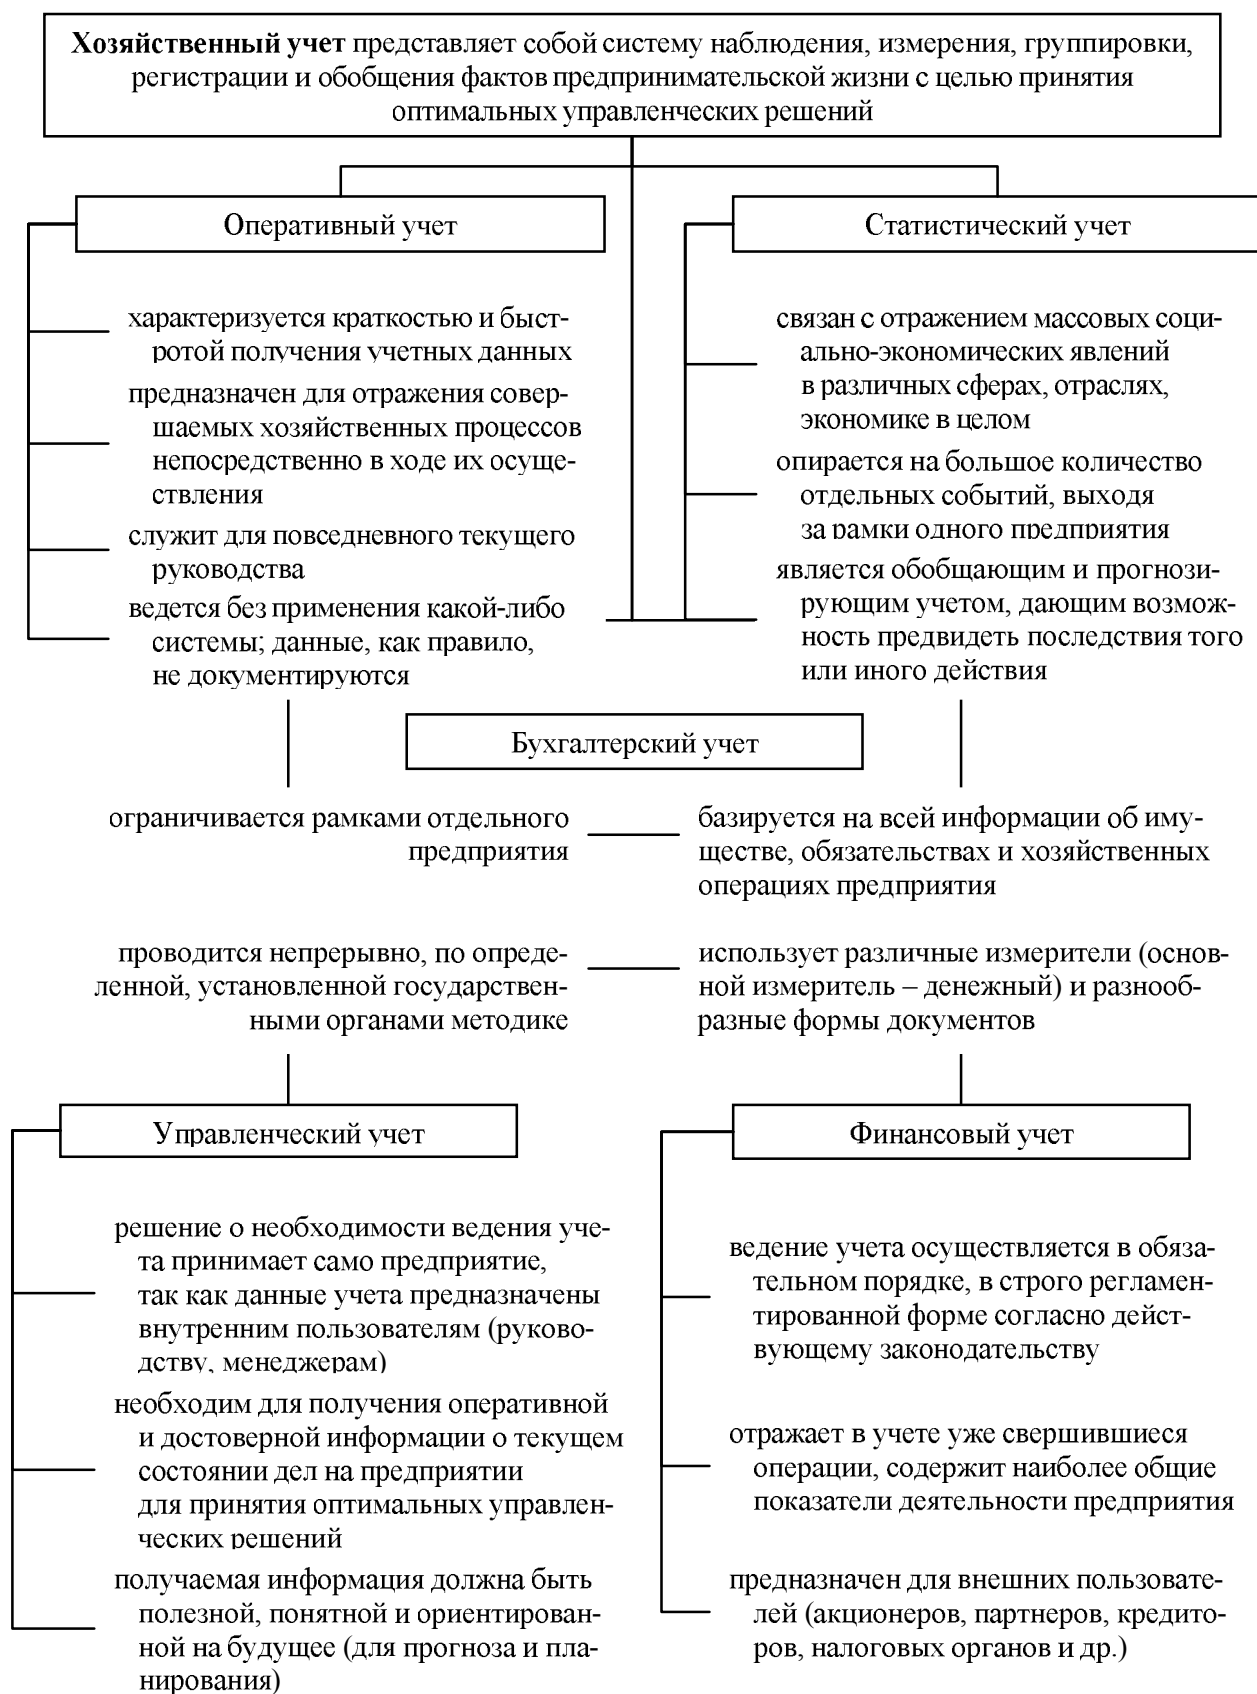 Хозяйственный учет представляет собой систему наблюдения, измерения, группировки,
регистрации и обобщения фактов предпринимательской жизни с целью принятия
оптимальных управленческих решений
Оперативный учет
характеризуется краткостью и быст-
ротой получения учетных данных
предназначен для отражения совер-
шаемых хозяйственных процессов
непосредственно в ходе их осуще-
ствления
служит для повседневного текущего
руководства
ведется без применения какой-либо
системы; данные, как правило,
не документируются
Статистический учет
связан с отражением массовых соци-
ально-экономических явлений
в различных сферах, отраслях,
экономике в целом
опирается на большое количество
отдельных событий, выходя
за рамки одного предприятия
является обобщающим и прогнози-
рующим учетом, дающим возмож-
ность предвидеть последствия того
или иного действия
Бухгалтерский учет
ограничивается рамками отдельного
предприятия
базируется на всей информации об иму-
ществе, обязательствах и хозяйственных
операциях предприятия
проводится непрерывно, по опреде-
ленной, установленной государствен-
ными органами методике
использует различные измерители (основ-
ной измеритель – денежный) и разнооб-
разные формы документов
Управленческий учет
решение о необходимости ведения уче-
та принимает само предприятие,
так как данные учета предназначены
внутренним пользователям (руково-
дству, менеджерам)
необходим для получения оперативной
и достоверной информации о текущем
состоянии дел на предприятии
для принятия оптимальных управлен-
ческих решений
получаемая информация должна быть
полезной, понятной и ориентирован-
ной на будущее (для прогноза и пла-
нирования)
Финансовый учет
ведение учета осуществляется в обяза-
тельном порядке, в строго регламен-
тированной форме согласно дейст-
вующему законодательству
отражает в учете уже свершившиеся
операции, содержит наиболее общие
показатели деятельности предприятия
предназначен для внешних пользовате-
лей (акционеров, партнеров, кредито-
ров, налоговых органов и др.)